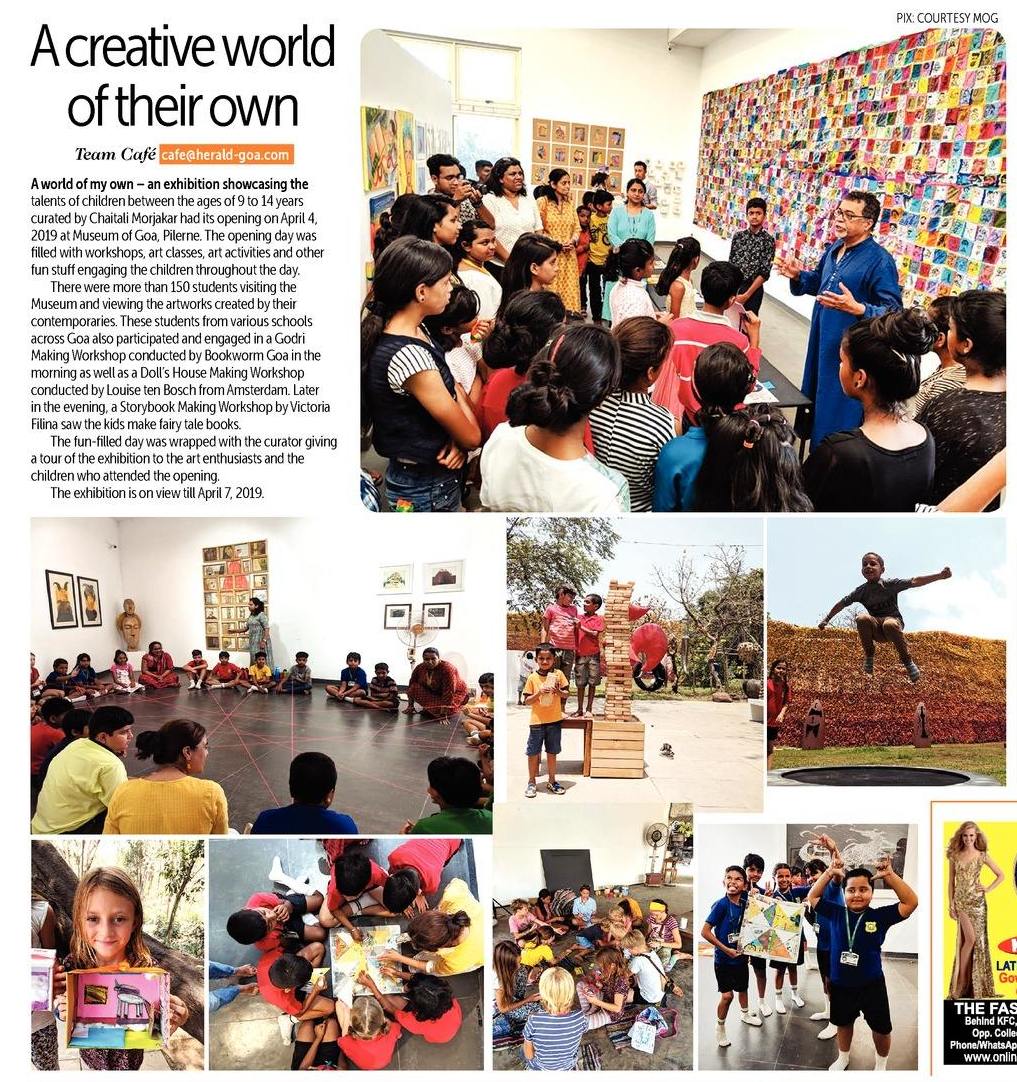 PIX: COURTESY MOG
A creative world
of their own
Team Café cafe@herald-goa.com
A world of my own – an exhibition showcasing the
talents of children between the ages of 9 to 14 years
curated by Chaitali Morjakar had its opening on April 4,
2019 at Museum of Goa, Pilerne. The opening day was
filled with workshops, art classes, art activities and other
fun stuff engaging the children throughout the day.
There were more than 150 students visiting the
Museum and viewing the artworks created by their
contemporaries. These students from various schools
across Goa also participated and engaged in a Godri
Making Workshop conducted by Bookworm Goa in the
morning as well as a Doll's House Making Workshop
conducted by Louise ten Bosch from Amsterdam. Later
in the evening, a Storybook Making Workshop by Victoria
Filina saw the kids make fairy tale books.
The fun-filled day was wrapped with the curator giving
a tour of the exhibition to the art enthusiasts and the
children who attended the opening.
The exhibition is on view till April 7, 2019.
THE FAS
Behind KFC,
Opp. Colle
Phone/WhatsAp
www.onlin